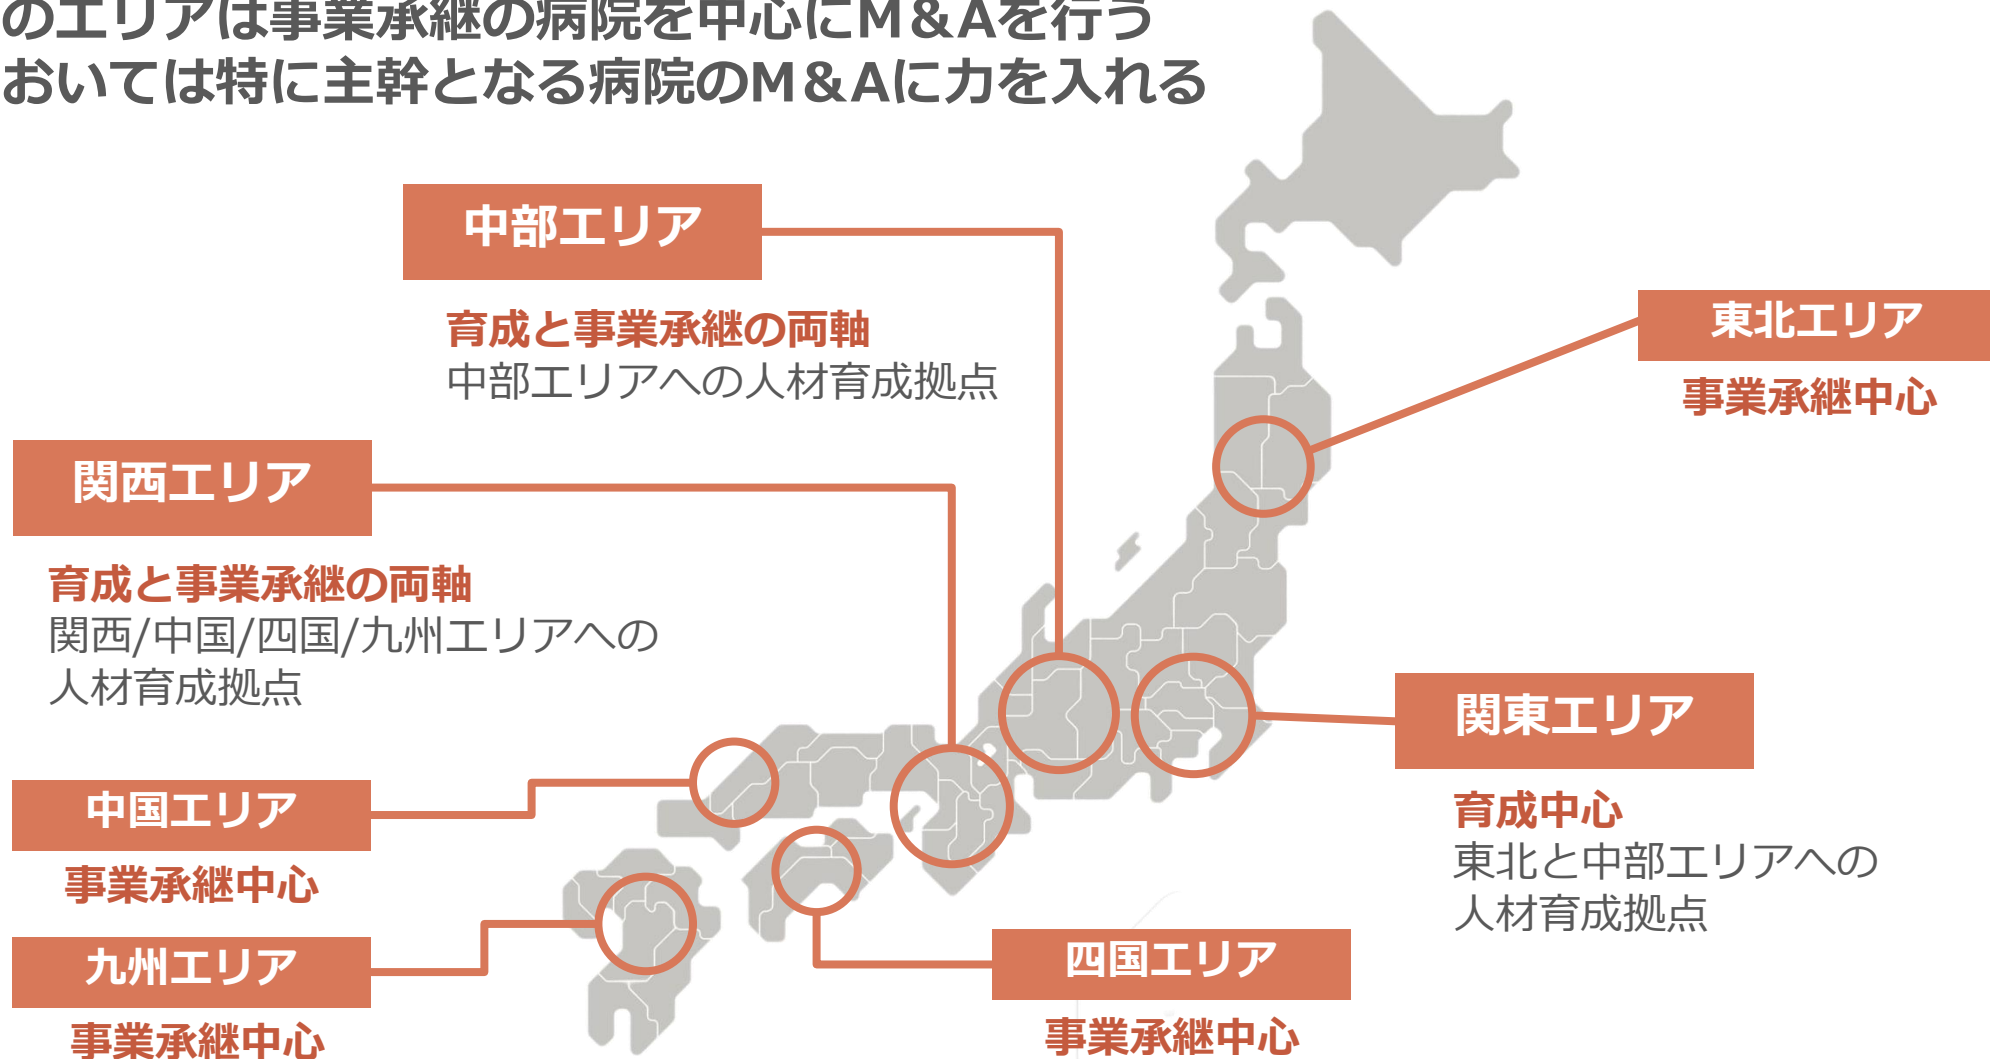 のエリアは事業承継の病院を中心にM&Aを行う
おいては特に主幹となる病院のM&Aに力を入れる
中部エリア
育成と事業承継の両軸
中部エリアへの人材育成拠点
東北エリア
事業承継中心
関西エリア
育成と事業承継の両軸
関西/中国/四国/九州エリアへの
人材育成拠点
関東エリア
育成中心
東北と中部エリアへの
人材育成拠点
中国エリア
事業承継中心
九州エリア
事業承継中心
四国エリア
事業承継中心